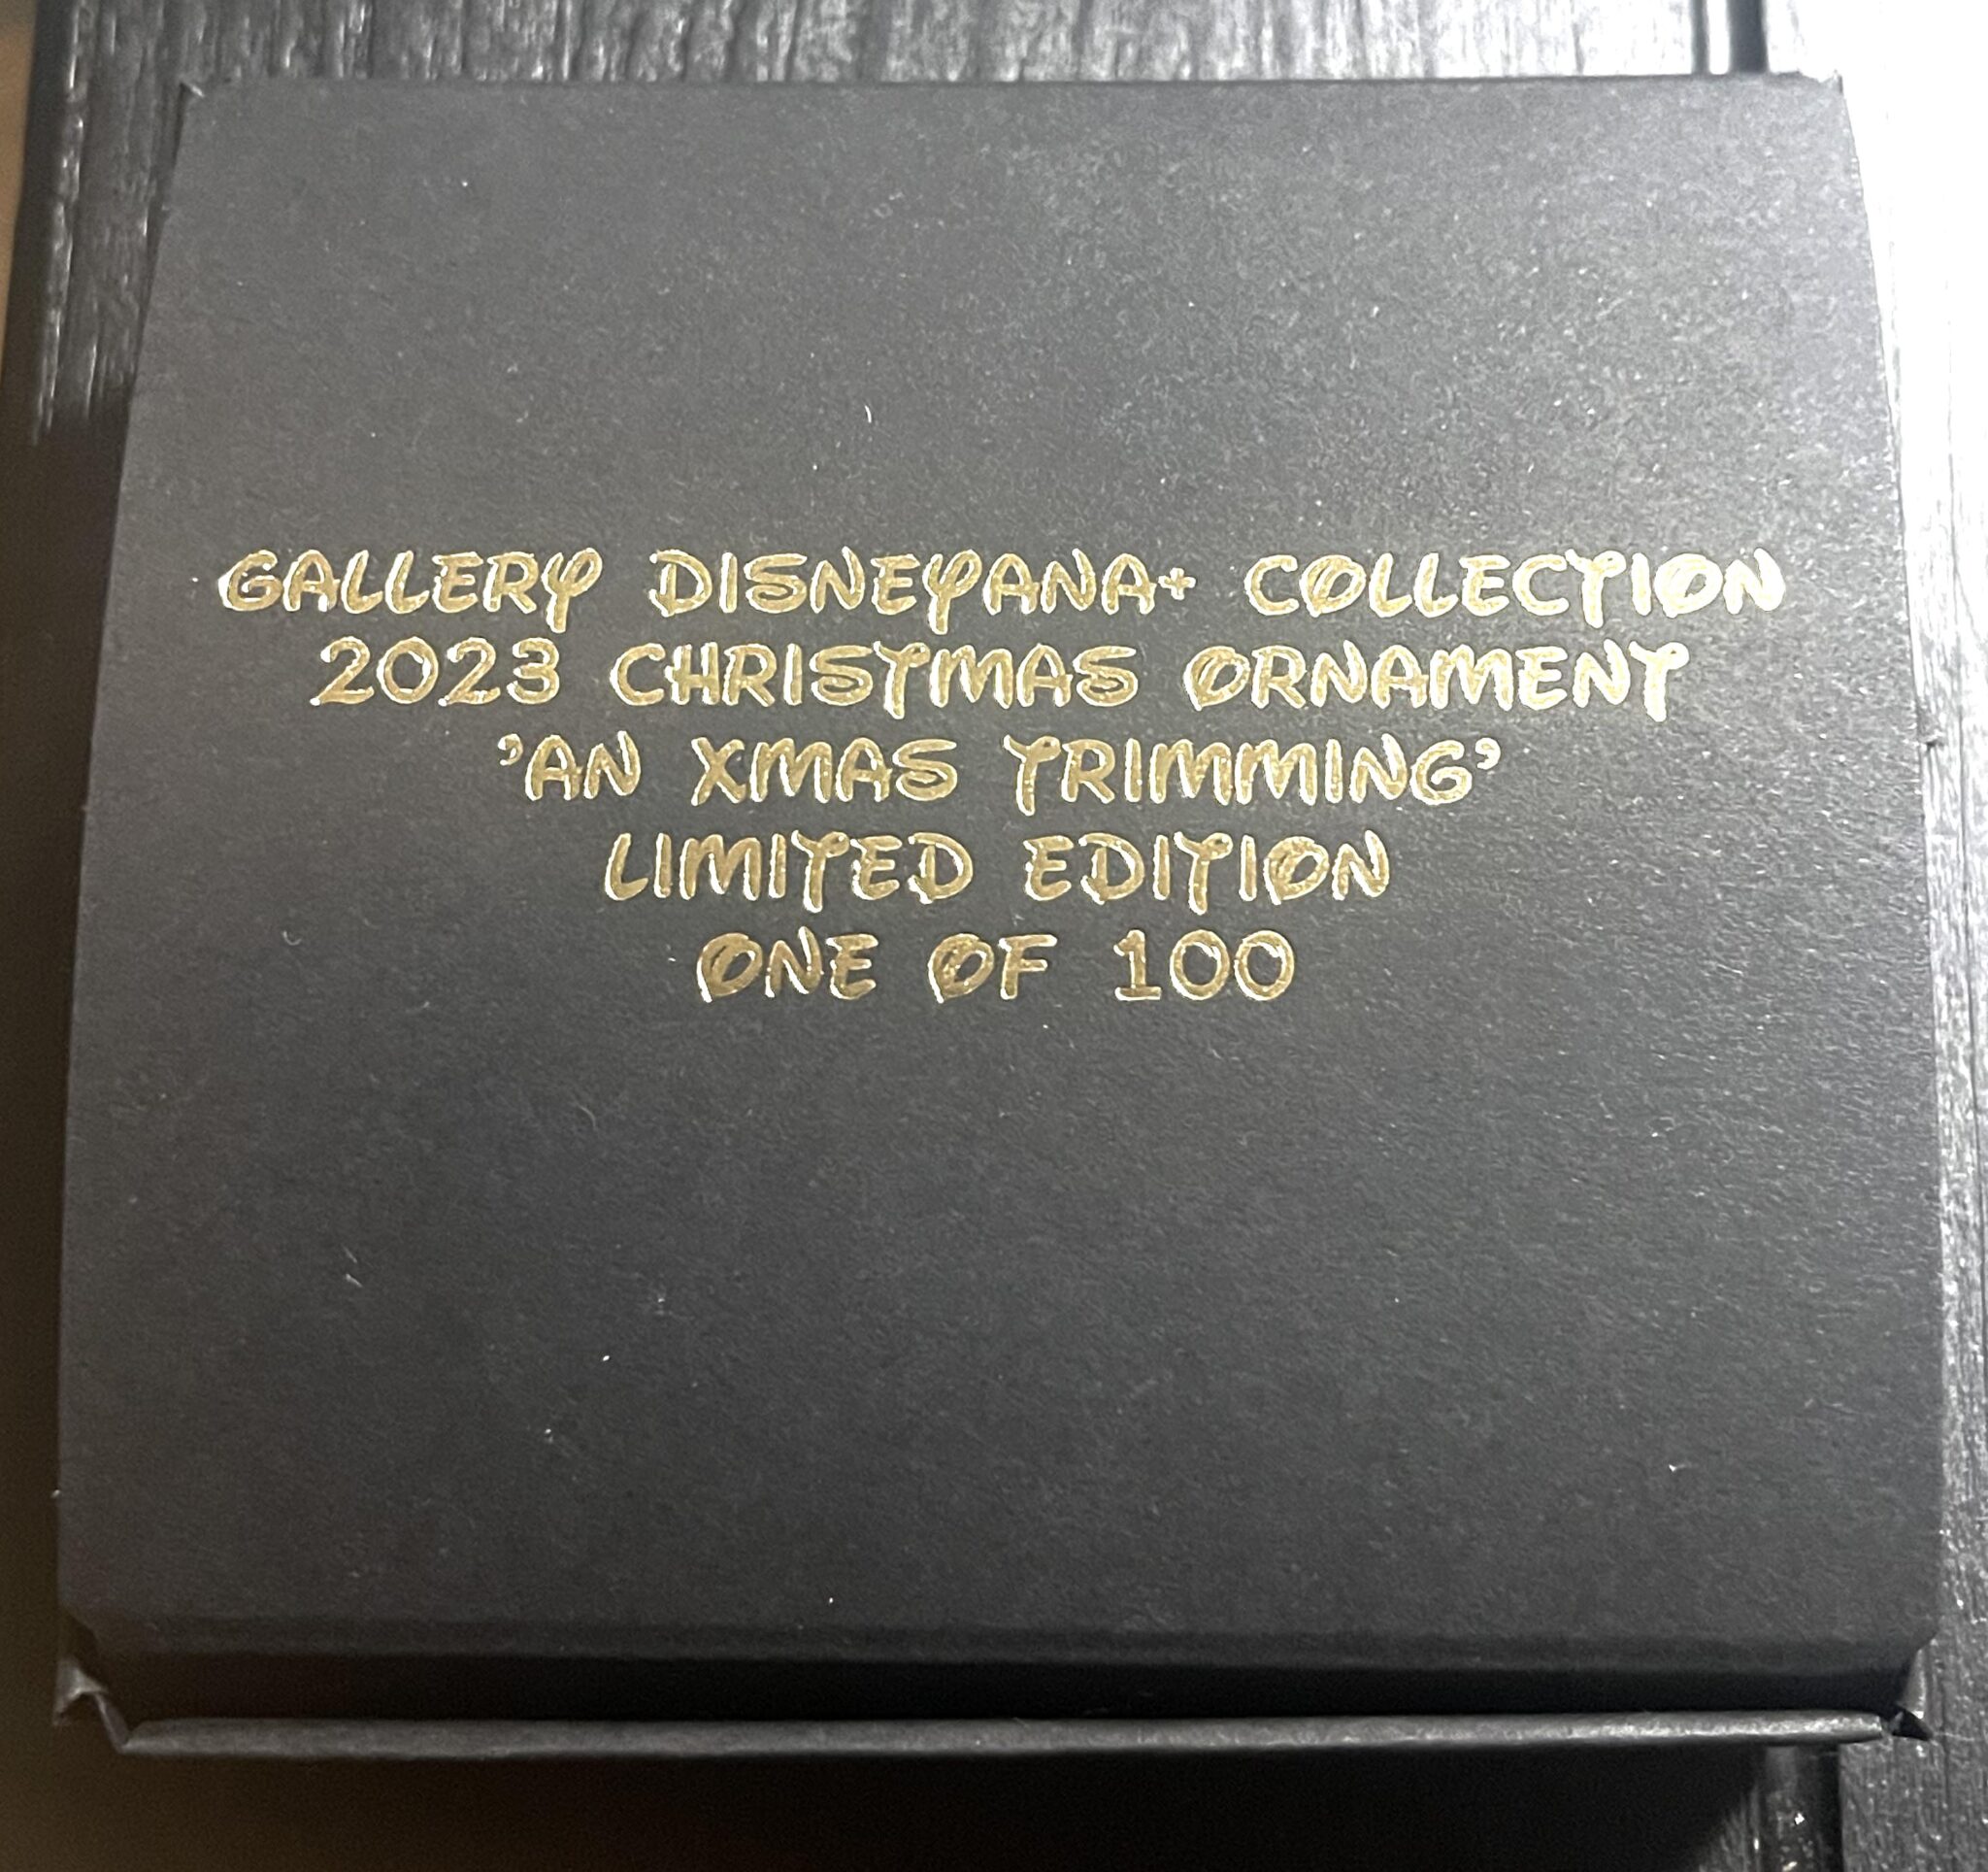 GALLERY DISNEYANA+ COLLECTION
2023 CHRISTMAS ORNAMENT
’AN XMAS TRIMMING’
LIMITED EDITION
ONE OF 100